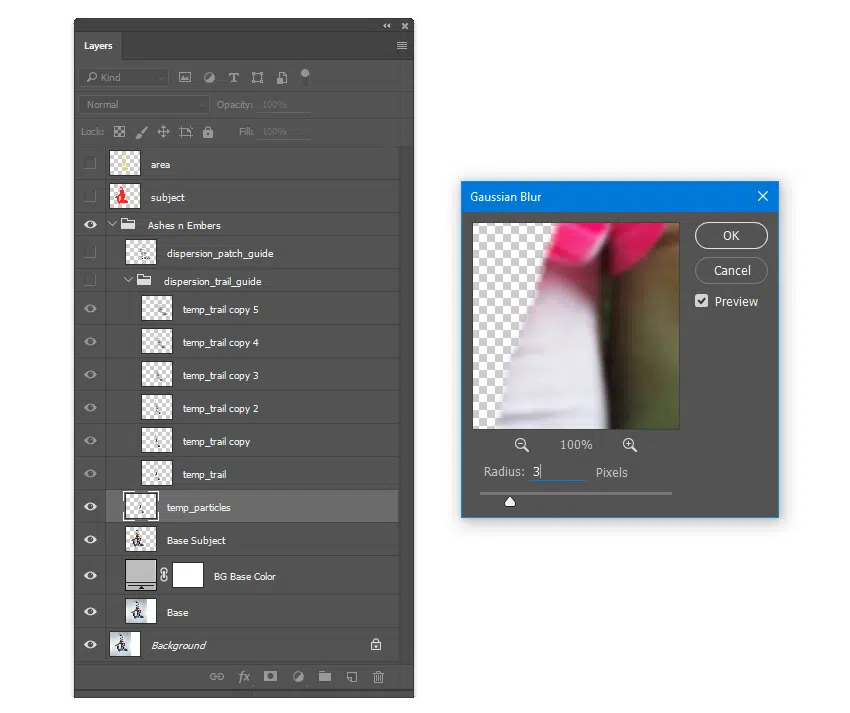 Layers
Kind
Normal Opacity: 100%
Lock: Fill: 100%
area
subject
Ashes n Embers
dispersion_patch_guide
dispersion_trail_guide
temp_trail copy 5
temp_trail copy 4
temp_trail copy 3
temp_trail copy 2
temp_trail copy
temp_trail
temp_particles
Base Subject
BG Base Color
Base
Background
fx
Gaussian Blur
OK
Cancel
Preview
100%
Radius: 3 Pixels